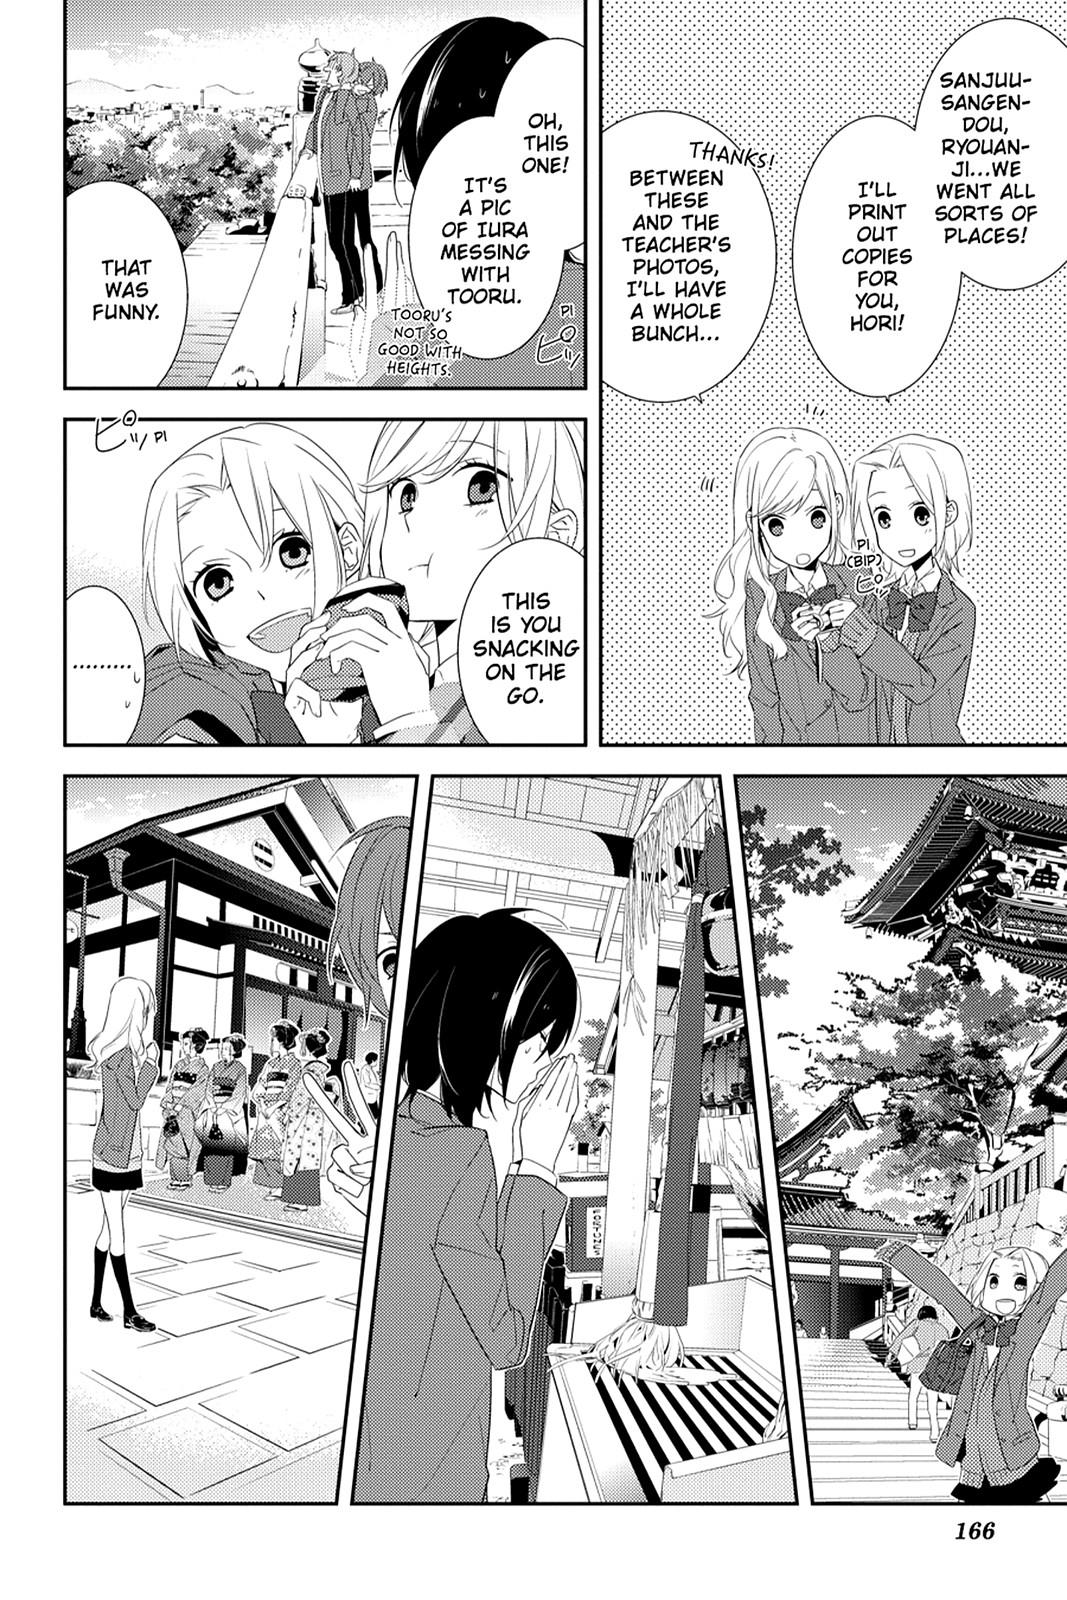 SANJUU-
SANGEN-
DOU,
RYOUAN-
JI...WE
WENT ALL
SORTS OF
PLACES!
I'LL
PRINT
OUT
COPIES
FOR
YOU,
HORI!
THANKS!
BETWEEN
THESE
AND THE
TEACHER'S
PHOTOS,
I'LL HAVE
A WHOLE
BUNCH...
PI
(BIP)
ピッ
OH,
THIS
ONE!
IT'S
A PIC
OF IURA
MESSING
WITH
TOORU.
PI
ピッ
TOORU'S
NOT SO
GOOD WITH
HEIGHTS.
THAT
WAS
FUNNY.
ピッ
PI
THIS
IS YOU
SNACKING
ON THE
GO.
.........
FORTUNES
166